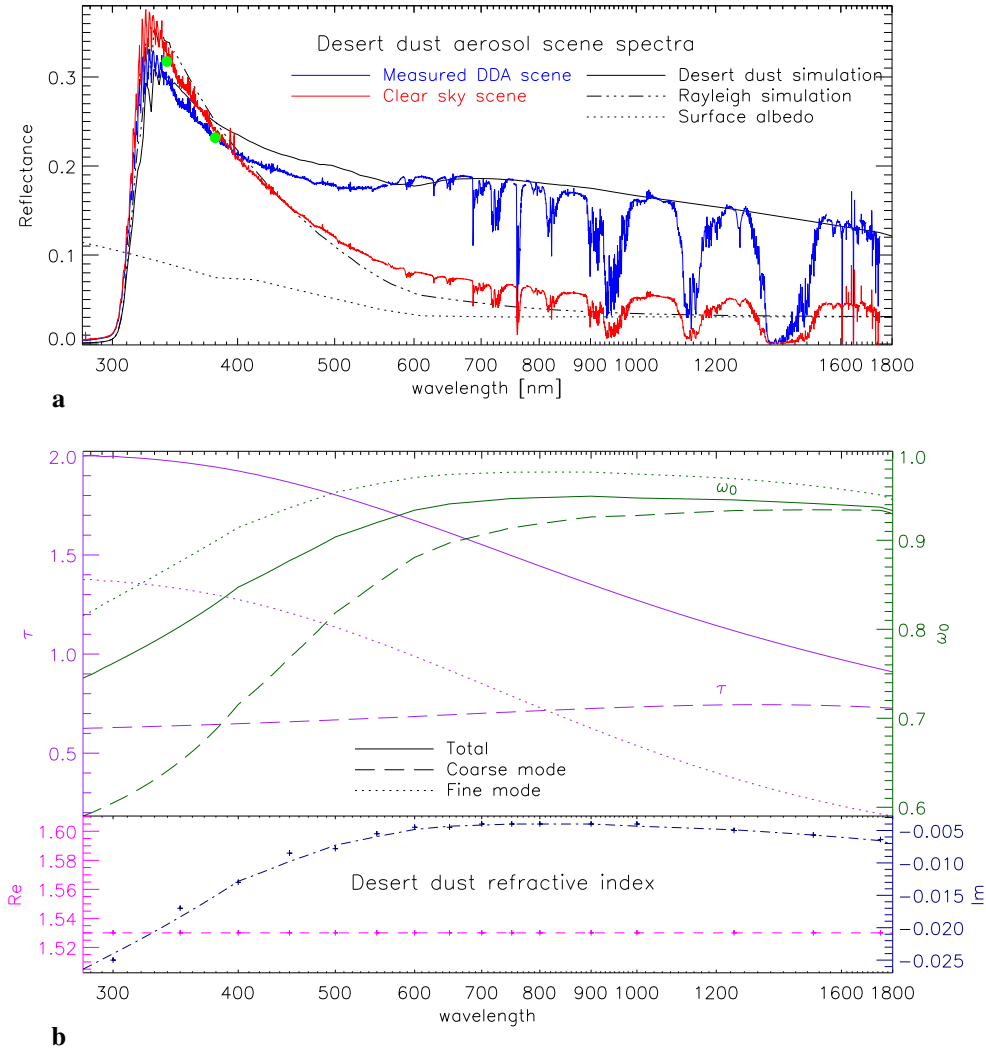 a
Desert dust aerosol scene spectra
Measured DDA scene
Clear sky scene
Desert dust simulation
Rayleigh simulation
Surface albedo
Reflectance
0.3
0.2
0.1
0.0
300 400 500 600 700 800 900 1000 1200 1600 1800
wavelength [nm]
a
2.0
1.5
1.0
0.5
τ
1.0
0.9
0.8
0.7
0.6
ω0
ω0
τ
Total
Coarse mode
Fine mode
1.60
1.58
1.56
1.54
1.52
Re
Desert dust refractive index
−0.005
−0.010
−0.015
−0.020
−0.025
Im
300 400 500 600 700 800 900 1000 1200 1600 1800
wavelength
b